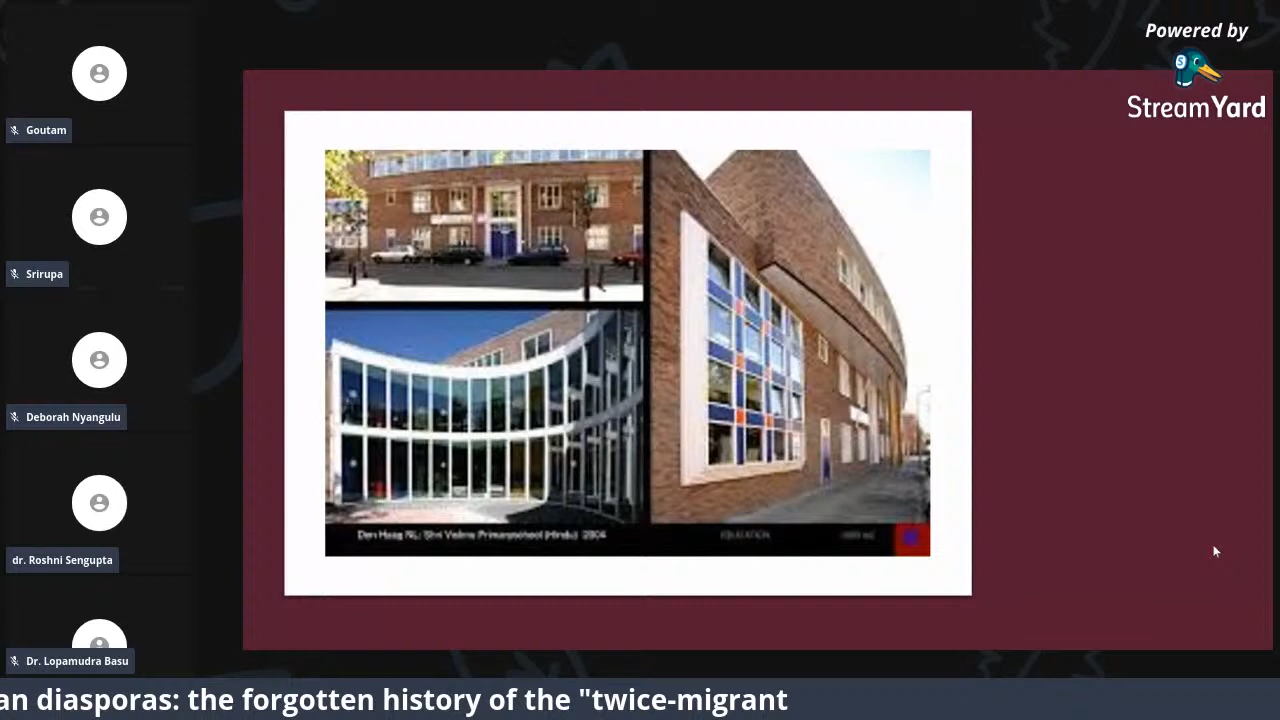 Powered by
StreamYard
Goutam
Srirupa
Deborah Nyangulu
dr. Roshni Sengupta
Dr. Lopamudra Basu
Den Haag NL: Shri Vishnu Primaryschool (Hindu) 2004
EDUCATION
an diasporas: the forgotten history of the "twice-migrant